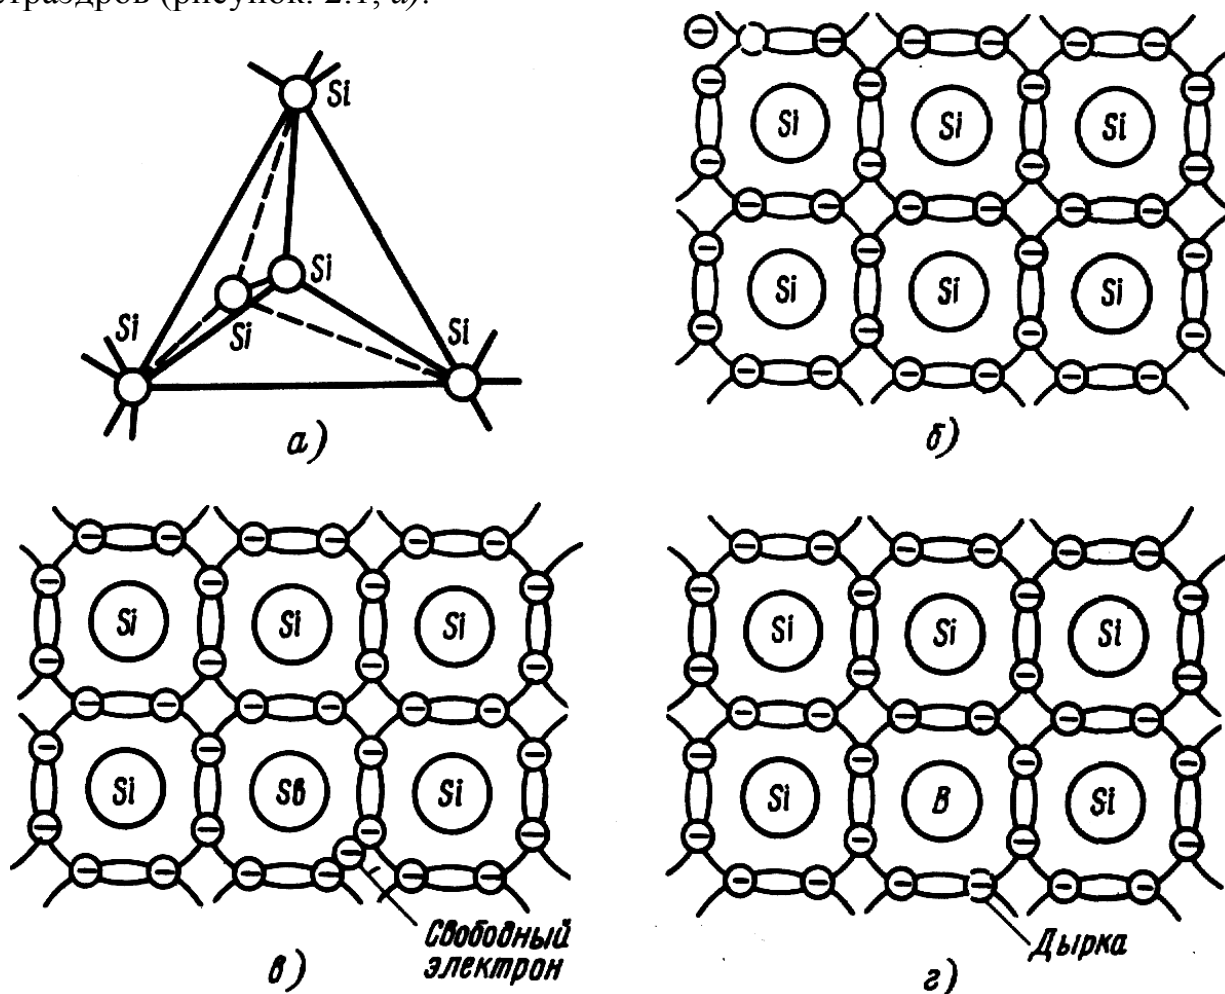 (рисунок. 2.1, а).
Si
Si
Si
Si
Si
а)
Si Si Si
Si Si Si
б)
Si Si Si
Si Sb Si
Свободный
электрон
в)
Si Si Si
Si B Si
Дырка
г)